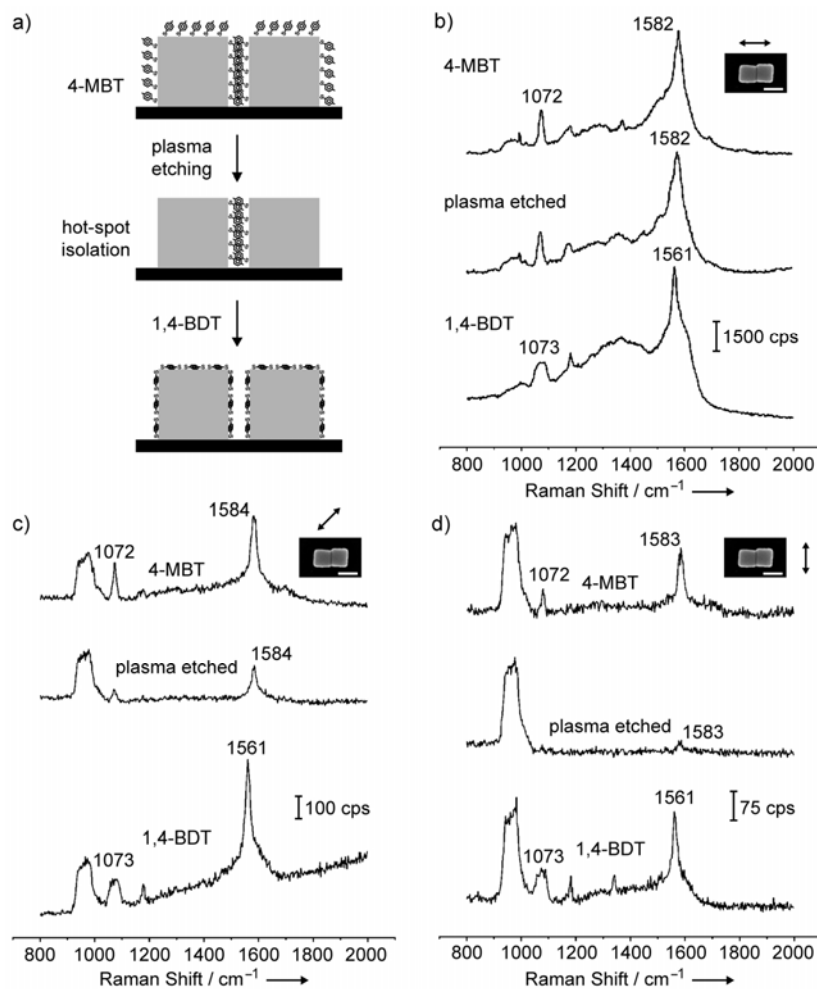 a)
4-MBT
plasma
etching
hot-spot
isolation
1,4-BDT
b)
1582
4-MBT
1072
1582
plasma etched
1561
1,4-BDT
1073
1500 cps
800 1000 1200 1400 1600 1800 2000
Raman Shift / cm⁻¹
c)
1584
1072
4-MBT
1584
plasma etched
1561
100 cps
1,4-BDT
1073
800 1000 1200 1400 1600 1800 2000
Raman Shift / cm⁻¹
d)
1583
1072
4-MBT
plasma etched
1583
1561
75 cps
1073
1,4-BDT
800 1000 1200 1400 1600 1800 2000
Raman Shift / cm⁻¹